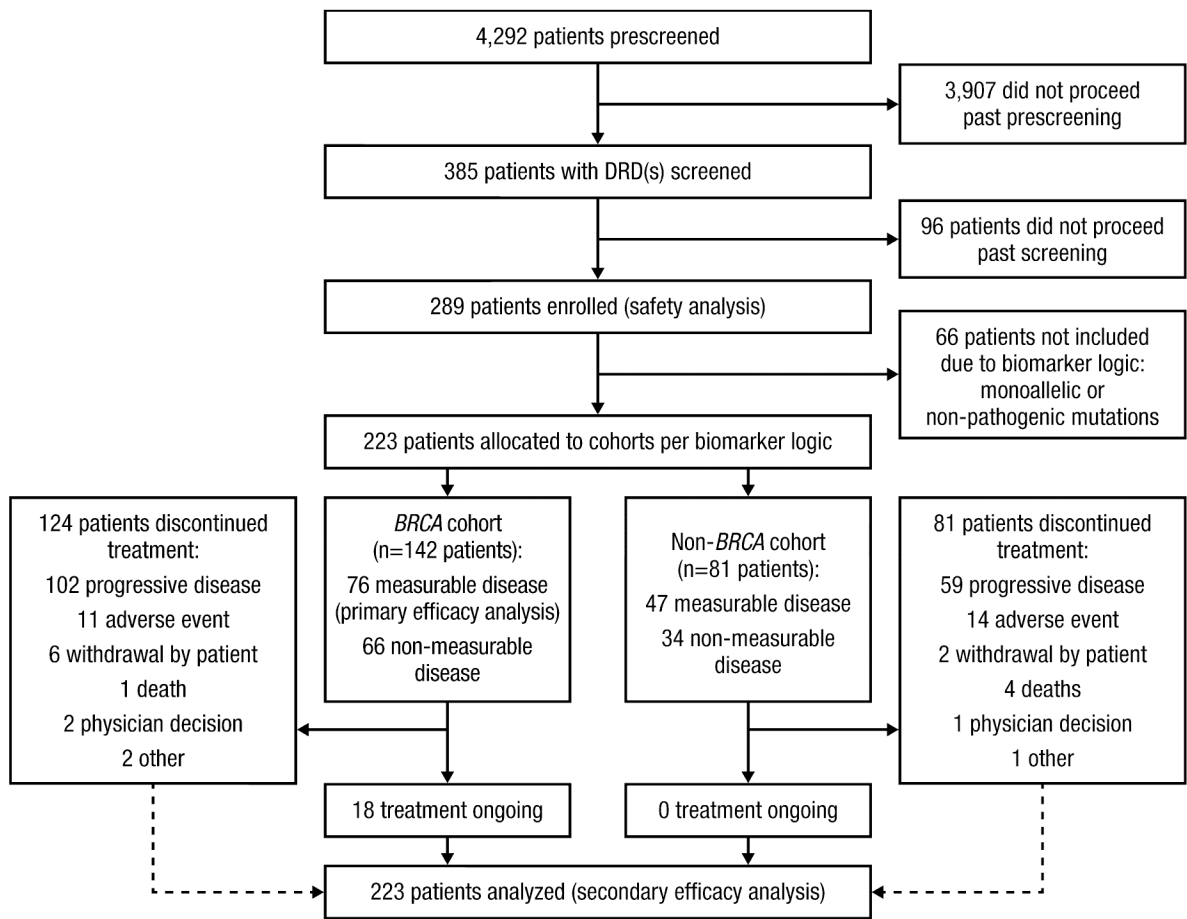 4,292 patients prescreened
3,907 did not proceed
past prescreening
385 patients with DRD(s) screened
96 patients did not proceed
past screening
289 patients enrolled (safety analysis)
66 patients not included
due to biomarker logic:
monoallelic or
non-pathogenic mutations
223 patients allocated to cohorts per biomarker logic
124 patients discontinued
treatment:
102 progressive disease
11 adverse event
6 withdrawal by patient
1 death
2 physician decision
2 other
BRCA cohort
(n=142 patients):
76 measurable disease
(primary efficacy analysis)
66 non-measurable
disease
Non-BRCA cohort
(n=81 patients):
47 measurable disease
34 non-measurable
disease
81 patients discontinued
treatment:
59 progressive disease
14 adverse event
2 withdrawal by patient
4 deaths
1 physician decision
1 other
18 treatment ongoing
0 treatment ongoing
223 patients analyzed (secondary efficacy analysis)